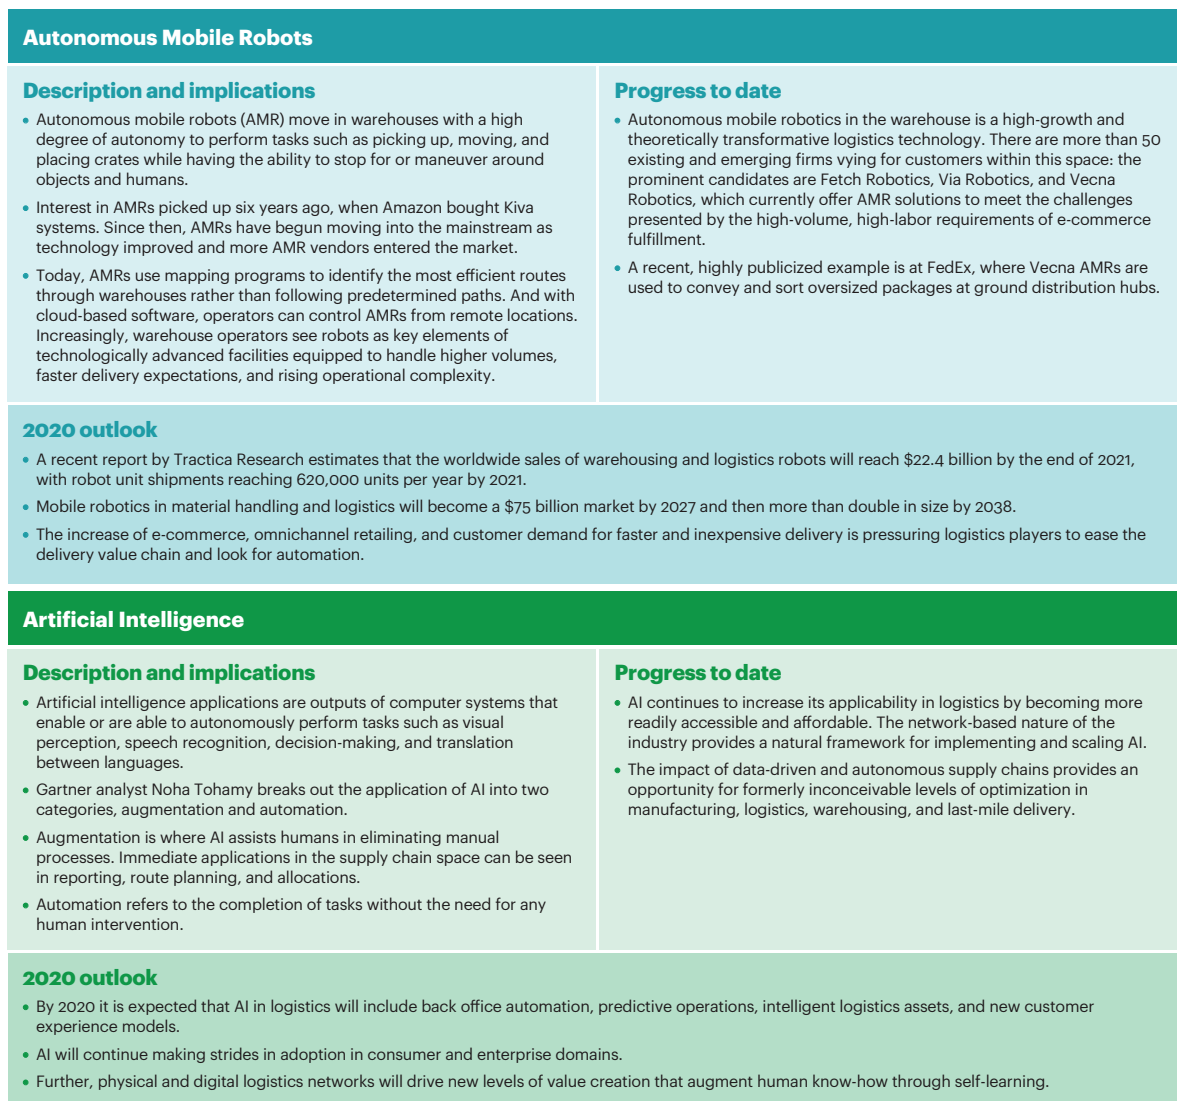 Autonomous Mobile Robots
Description and implications
• Autonomous mobile robots (AMR) move in warehouses with a high
degree of autonomy to perform tasks such as picking up, moving, and
placing crates while having the ability to stop for or maneuver around
objects and humans.
• Interest in AMRs picked up six years ago, when Amazon bought Kiva
systems. Since then, AMRs have begun moving into the mainstream as
technology improved and more AMR vendors entered the market.
• Today, AMRs use mapping programs to identify the most efficient routes
through warehouses rather than following predetermined paths. And with
cloud-based software, operators can control AMRs from remote locations.
Increasingly, warehouse operators see robots as key elements of
technologically advanced facilities equipped to handle higher volumes,
faster delivery expectations, and rising operational complexity.
Progress to date
• Autonomous mobile robotics in the warehouse is a high-growth and
theoretically transformative logistics technology. There are more than 50
existing and emerging firms vying for customers within this space: the
prominent candidates are Fetch Robotics, Via Robotics, and Vecna
Robotics, which currently offer AMR solutions to meet the challenges
presented by the high-volume, high-labor requirements of e-commerce
fulfillment.
• A recent, highly publicized example is at FedEx, where Vecna AMRs are
used to convey and sort oversized packages at ground distribution hubs.
2020 outlook
• A recent report by Tractica Research estimates that the worldwide sales of warehousing and logistics robots will reach $22.4 billion by the end of 2021,
with robot unit shipments reaching 620,000 units per year by 2021.
• Mobile robotics in material handling and logistics will become a $75 billion market by 2027 and then more than double in size by 2038.
• The increase of e-commerce, omnichannel retailing, and customer demand for faster and inexpensive delivery is pressuring logistics players to ease the
delivery value chain and look for automation.
Artificial Intelligence
Description and implications
• Artificial intelligence applications are outputs of computer systems that
enable or are able to autonomously perform tasks such as visual
perception, speech recognition, decision-making, and translation
between languages.
• Gartner analyst Noha Tohamy breaks out the application of AI into two
categories, augmentation and automation.
• Augmentation is where AI assists humans in eliminating manual
processes. Immediate applications in the supply chain space can be seen
in reporting, route planning, and allocations.
• Automation refers to the completion of tasks without the need for any
human intervention.
Progress to date
• AI continues to increase its applicability in logistics by becoming more
readily accessible and affordable. The network-based nature of the
industry provides a natural framework for implementing and scaling AI.
• The impact of data-driven and autonomous supply chains provides an
opportunity for formerly inconceivable levels of optimization in
manufacturing, logistics, warehousing, and last-mile delivery.
2020 outlook
• By 2020 it is expected that AI in logistics will include back office automation, predictive operations, intelligent logistics assets, and new customer
experience models.
• AI will continue making strides in adoption in consumer and enterprise domains.
• Further, physical and digital logistics networks will drive new levels of value creation that augment human know-how through self-learning.